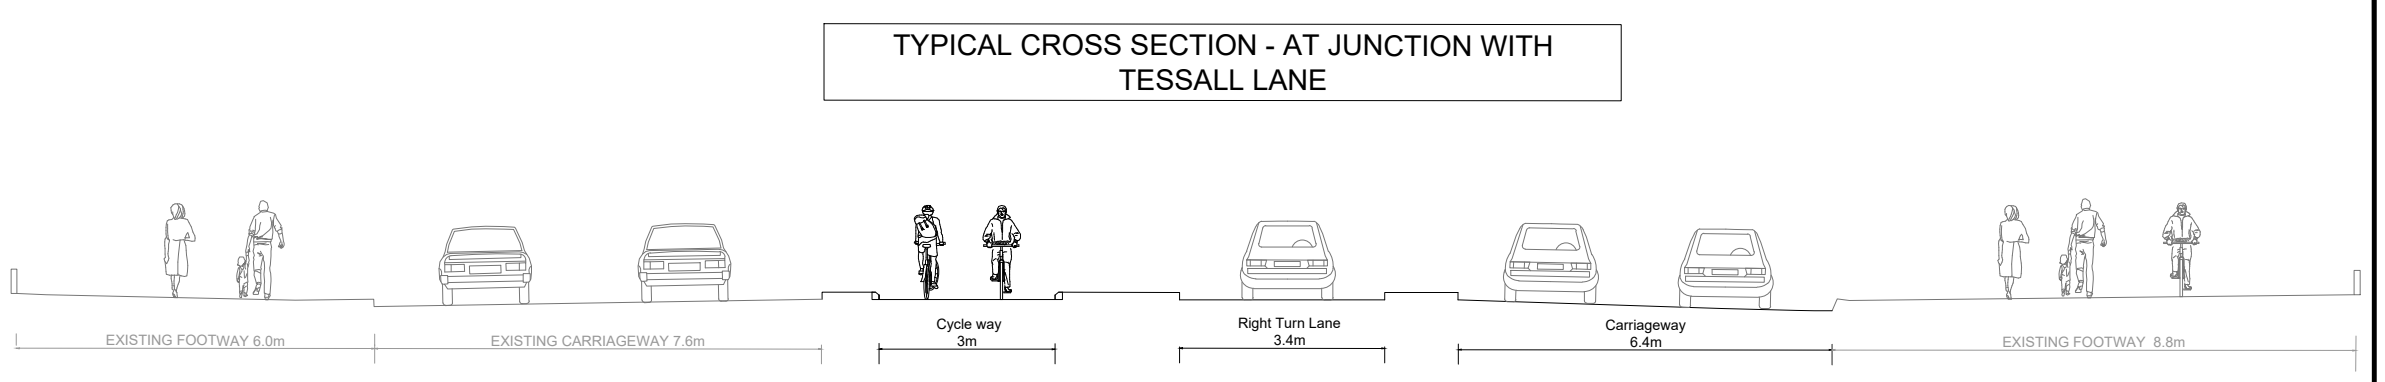 TYPICAL CROSS SECTION - AT JUNCTION WITH
TESSALL LANE
EXISTING FOOTWAY 6.0m
EXISTING CARRIAGEWAY 7.6m
Cycle way
3m
Right Turn Lane
3.4m
Carriageway
6.4m
EXISTING FOOTWAY 8.8m